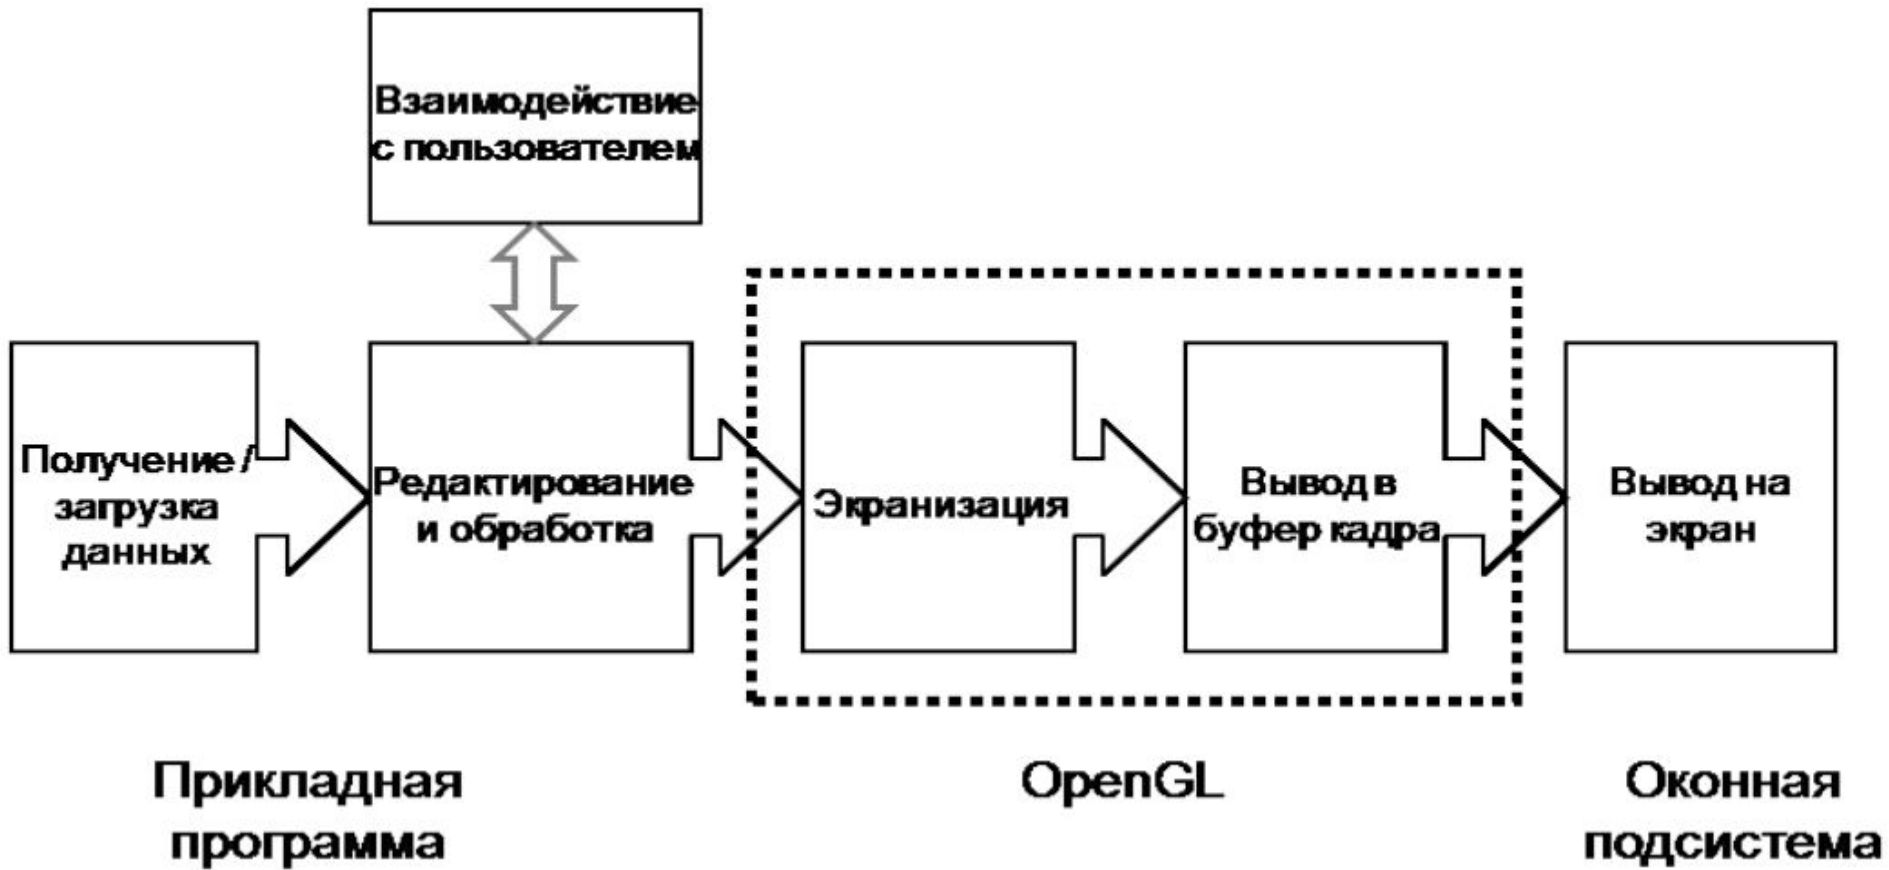 Взаимодействие
с пользователем
Получение /
загрузка
данных
Редактирование
и обработка
Экранизация
Вывод в
буфер кадра
Вывод на
экран
Прикладная
программа
OpenGL
Оконная
подсистема